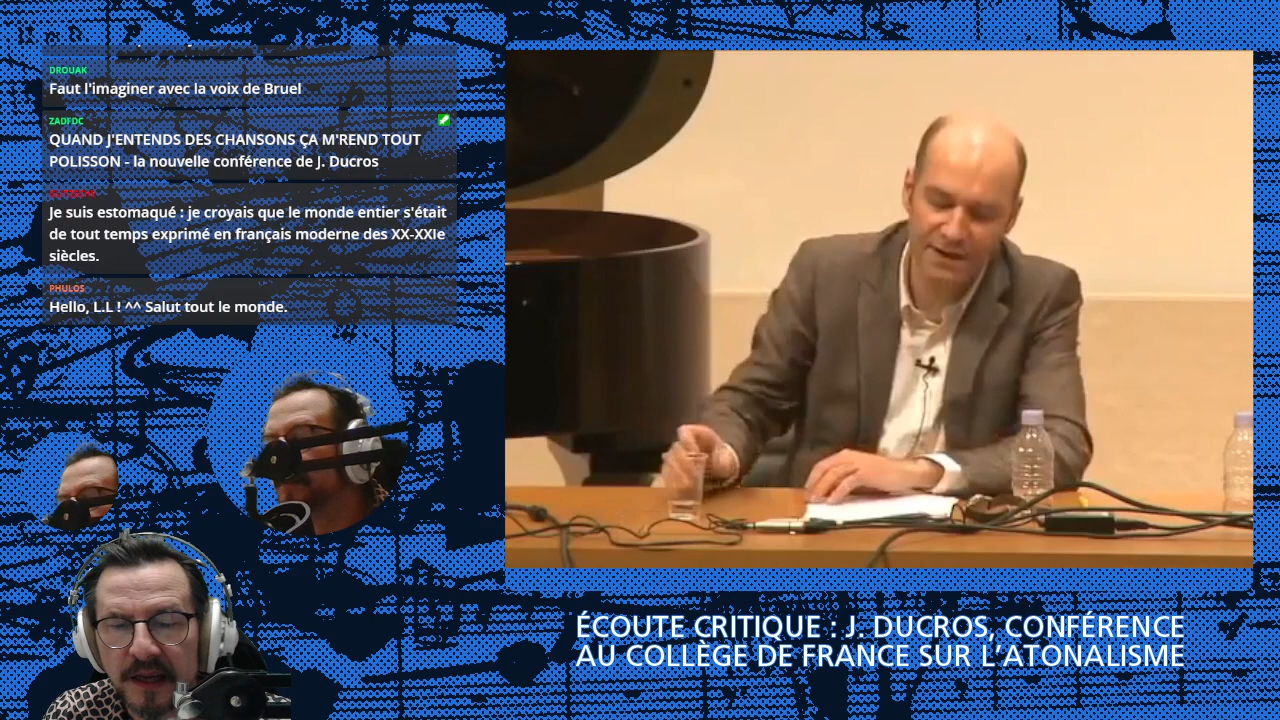 DROUAK
Faut l'imaginer avec la voix de Bruel
ZADFDC
QUAND J'ENTENDS DES CHANSONS ÇA M'REND TOUT
POLISSON - la nouvelle conférence de J. Ducros
Je suis estomaqué : je croyais que le monde entier s'était
de tout temps exprimé en français moderne des XX-XXIe
siècles.
PHULOS
Hello, L.L ! ^^ Salut tout le monde.
ÉCOUTE CRITIQUE : J. DUCROS, CONFÉRENCE
AU COLLÈGE DE FRANCE SUR L'ATONALISME